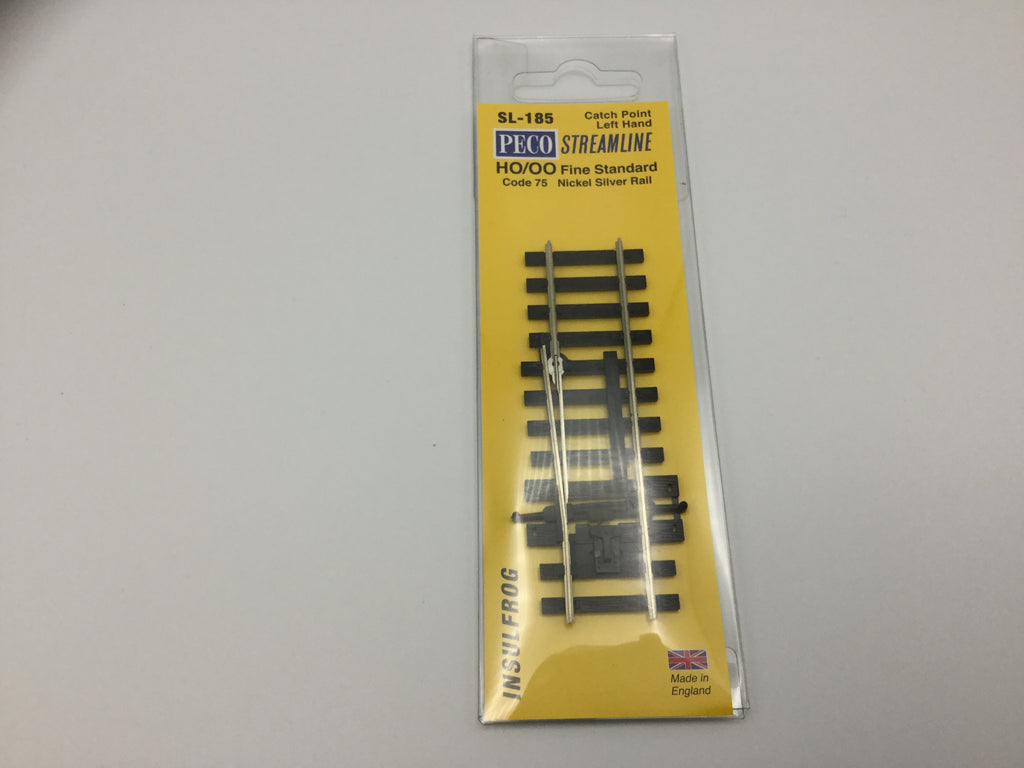 SL-185
Catch Point
Left Hand
PECO STREAMLINE
HO/OO Fine Standard
Code 75 Nickel Silver Rail
INSULFROG
Made in
England